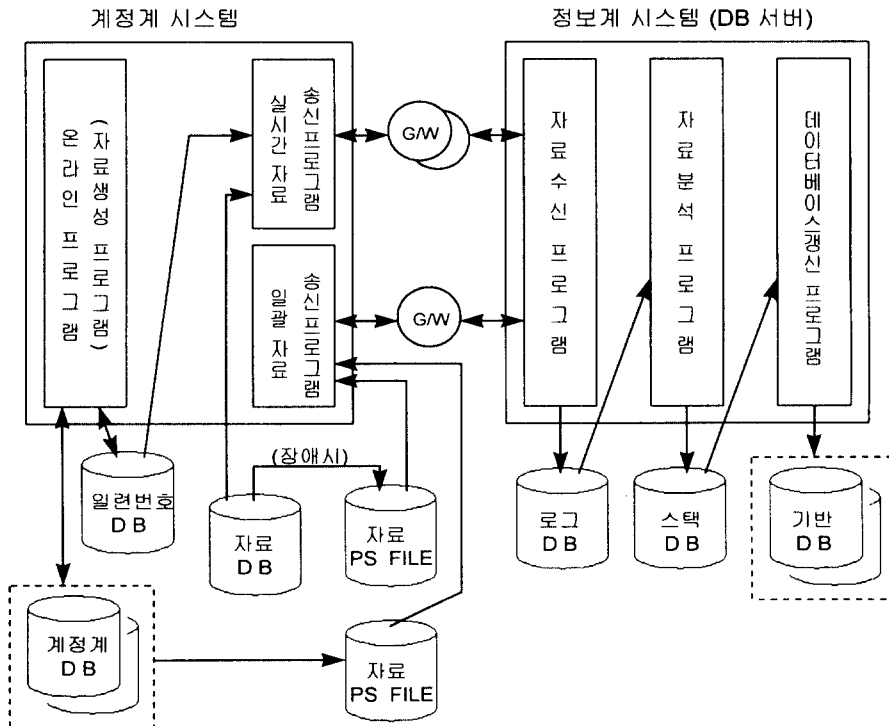 계정계 시스템
정보계 시스템 (DB 서버)
온라인 프로그램
(자료생성 프로그램)
실시간 자료
송신프로그램
일괄 자료
송신프로그램
G/W
G/W
자료수신 프로그램
자료분석 프로그램
데이터베이스갱신 프로그램
(장애시)
일련번호
D B
자료
D B
자료
PS FILE
로그
DB
스택
DB
기반
DB
계정계
D B
자료
PS FILE